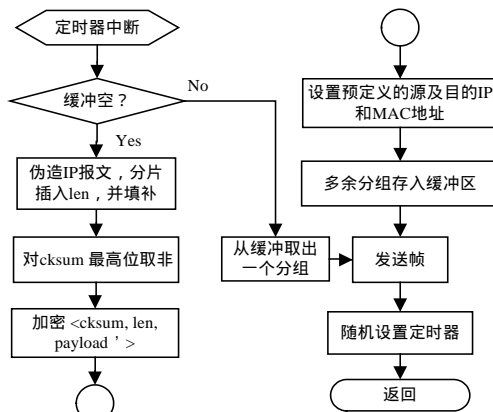 定时器中断
缓冲空？
No
Yes
伪造IP报文，分片
插入len，并填补
对cksum 最高位取非
加密 <cksum, len,
payload ’ >
从缓冲取出
一个分组
设置预定义的源及目的IP
和MAC地址
多余分组存入缓冲区
发送帧
随机设置定时器
返回